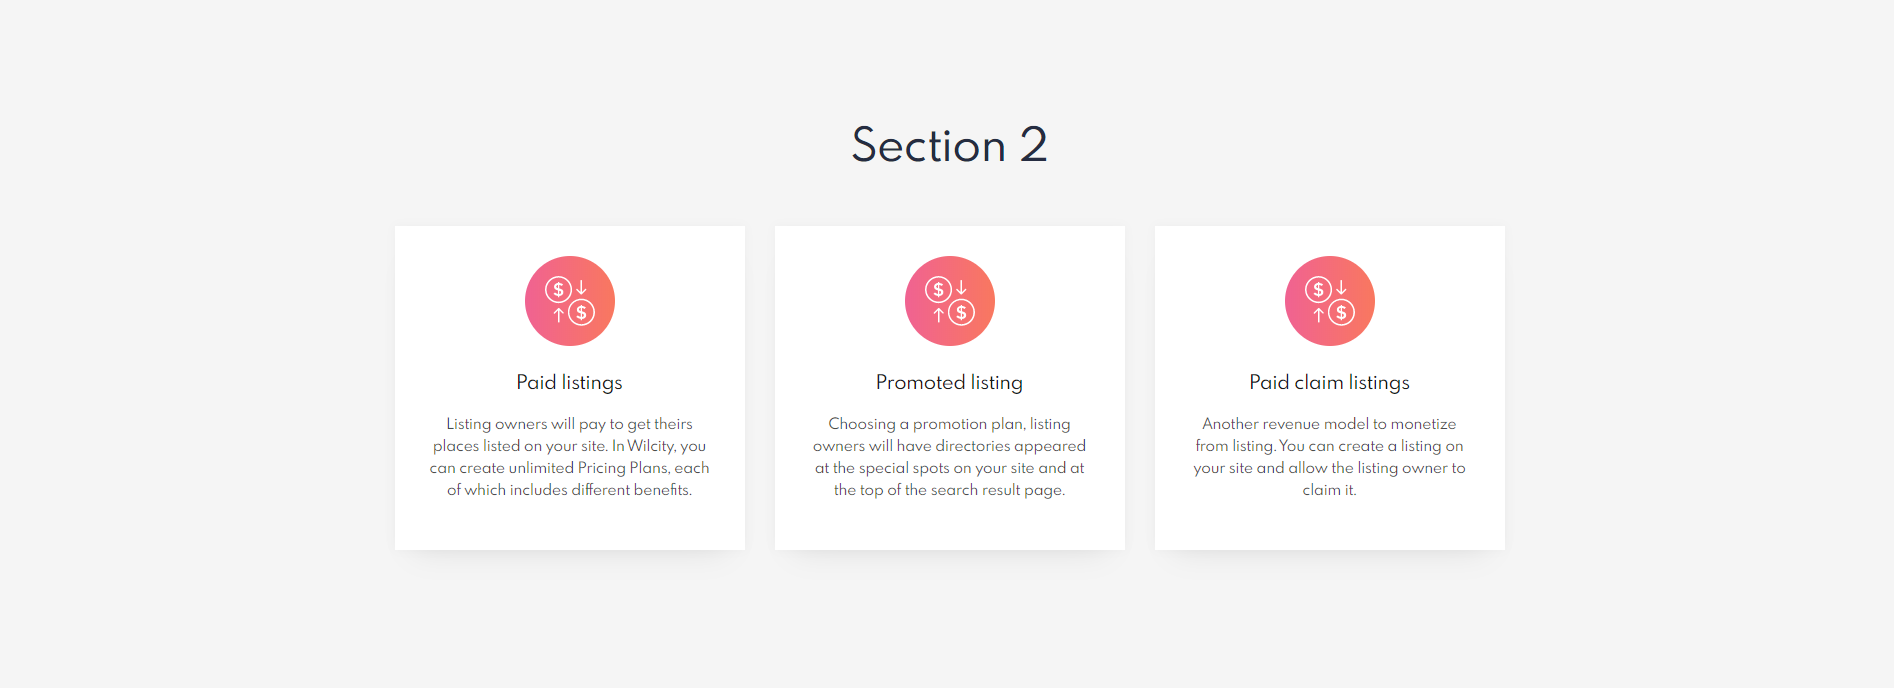 Section 2
$
$
Paid listings
Listing owners will pay to get theirs
places listed on your site. In Wilcity, you
can create unlimited Pricing Plans, each
of which includes different benefits.
$
$
Promoted listing
Choosing a promotion plan, listing
owners will have directories appeared
at the special spots on your site and at
the top of the search result page.
$
$
Paid claim listings
Another revenue model to monetize
from listing. You can create a listing on
your site and allow the listing owner to
claim it.